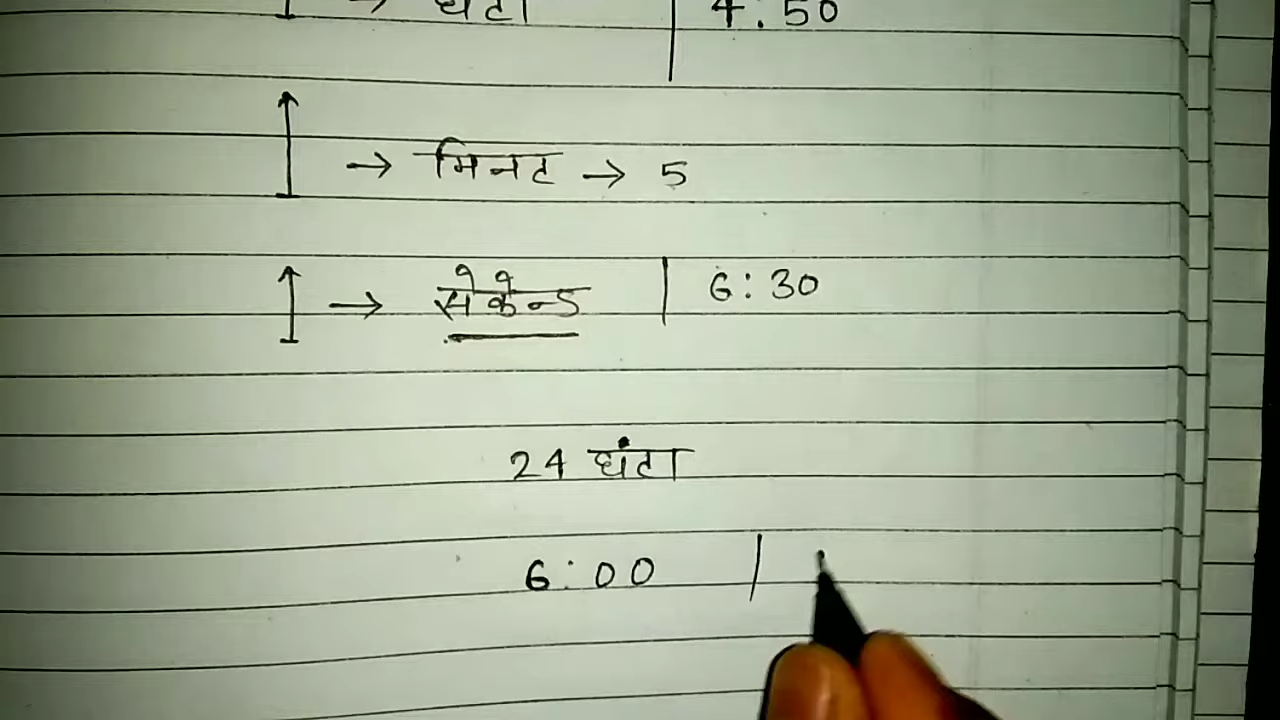 → घंटा | 4:50
→ मिनट → 5
→ सेकेन्ड | 6:30
24 घंटा
6:00 |